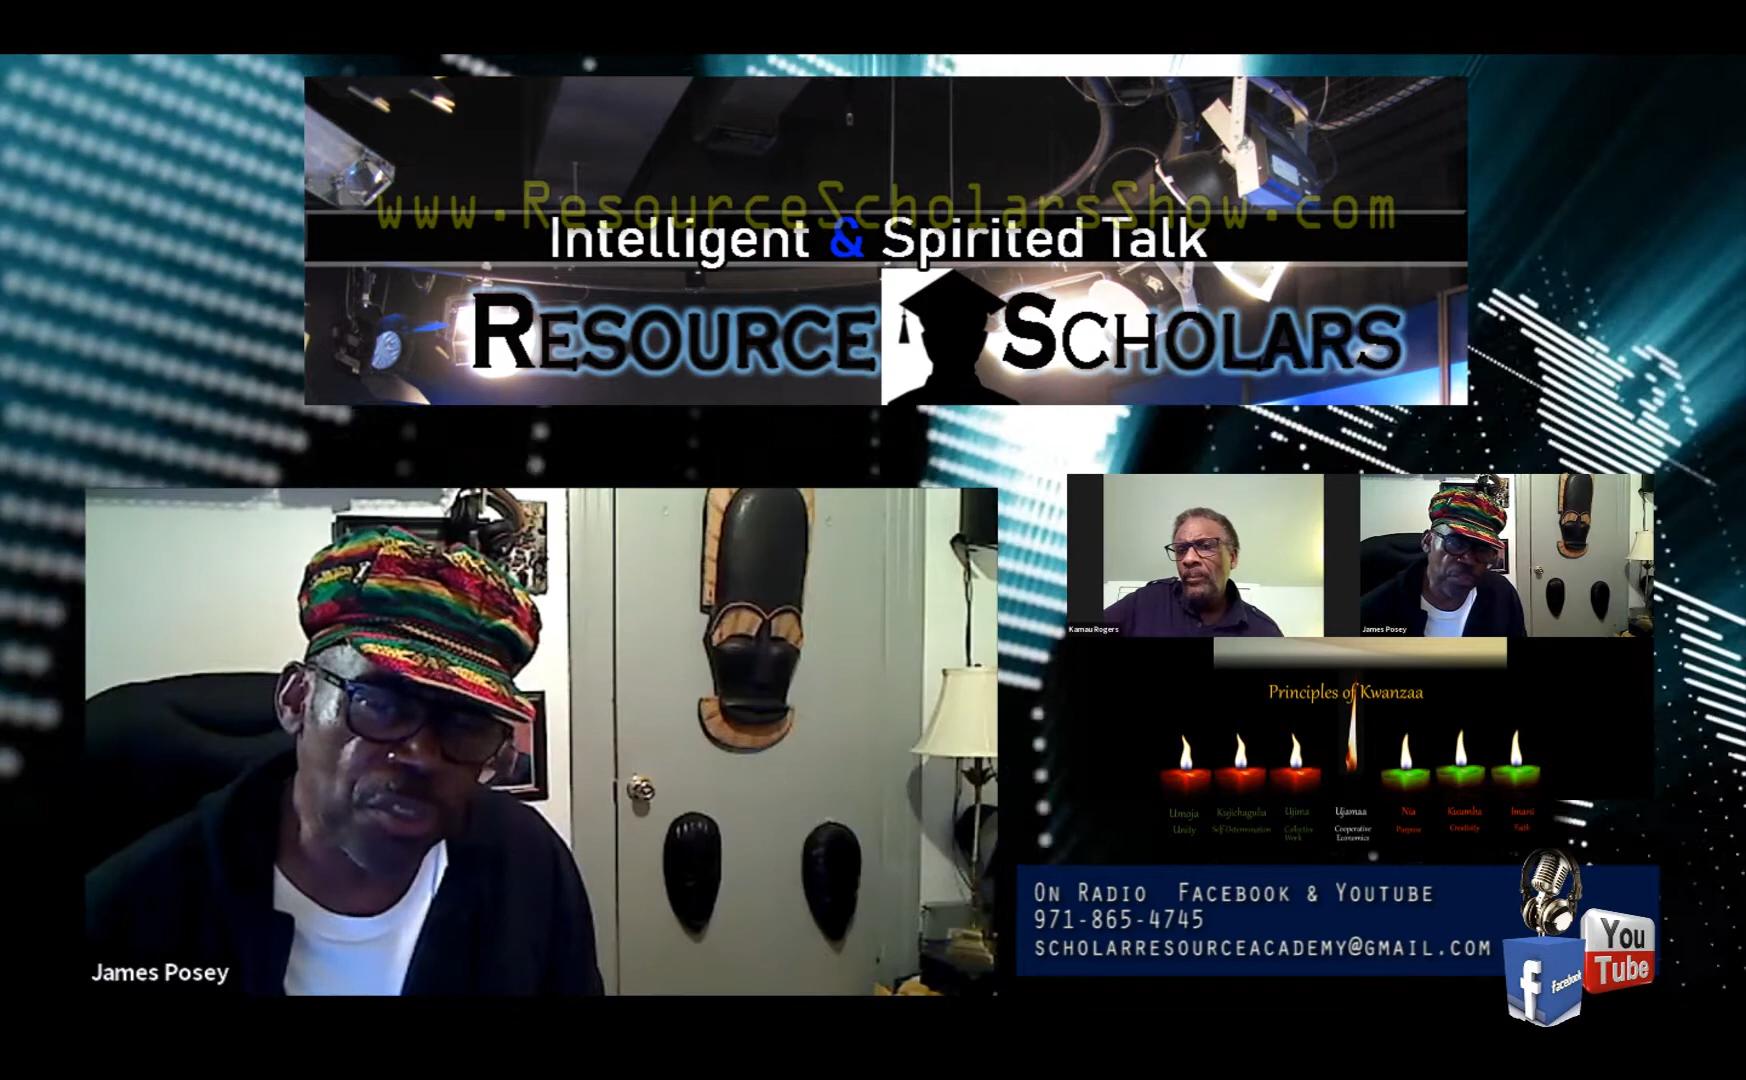 www.ResourceScholarsShow.com
Intelligent & Spirited Talk
RESOURCE SCHOLARS
James Posey
Kamau Rogers
James Posey
Principles of Kwanzaa
Umoja
Unity
Kujichagulia
Self-Determination
Ujima
Collective
Work
Ujamaa
Cooperative
Economics
Nia
Purpose
Kuumba
Creativity
Imani
Faith
ON RADIO FACEBOOK & YOUTUBE
971-865-4745
SCHOLARRESOURCEACADEMY@GMAIL.COM
You
Tube
f
facebook